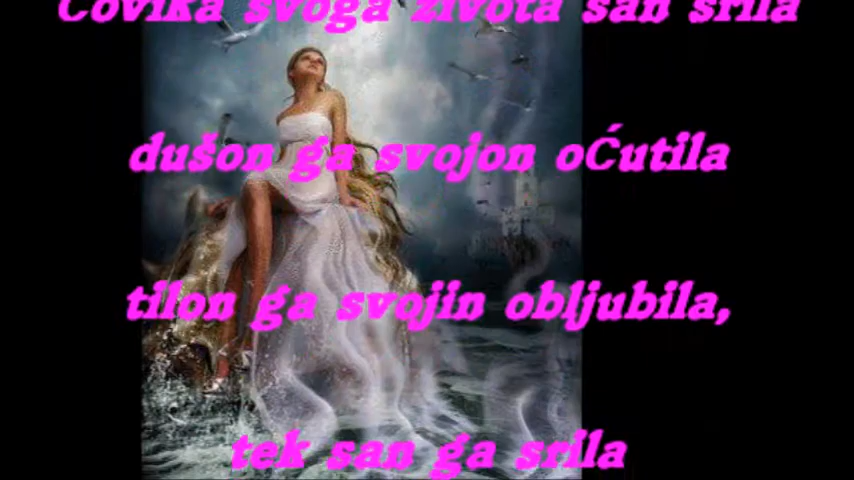 Čovika svoga života san srila
dušon ga svojon oĆutila
tilon ga svojin obljubila,
tek san ga srila